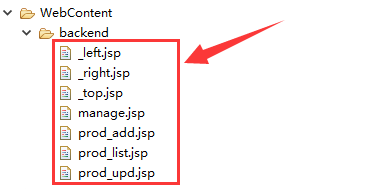 WebContent
backend
_left.jsp
_right.jsp
_top.jsp
manage.jsp
prod_add.jsp
prod_list.jsp
prod_upd.jsp